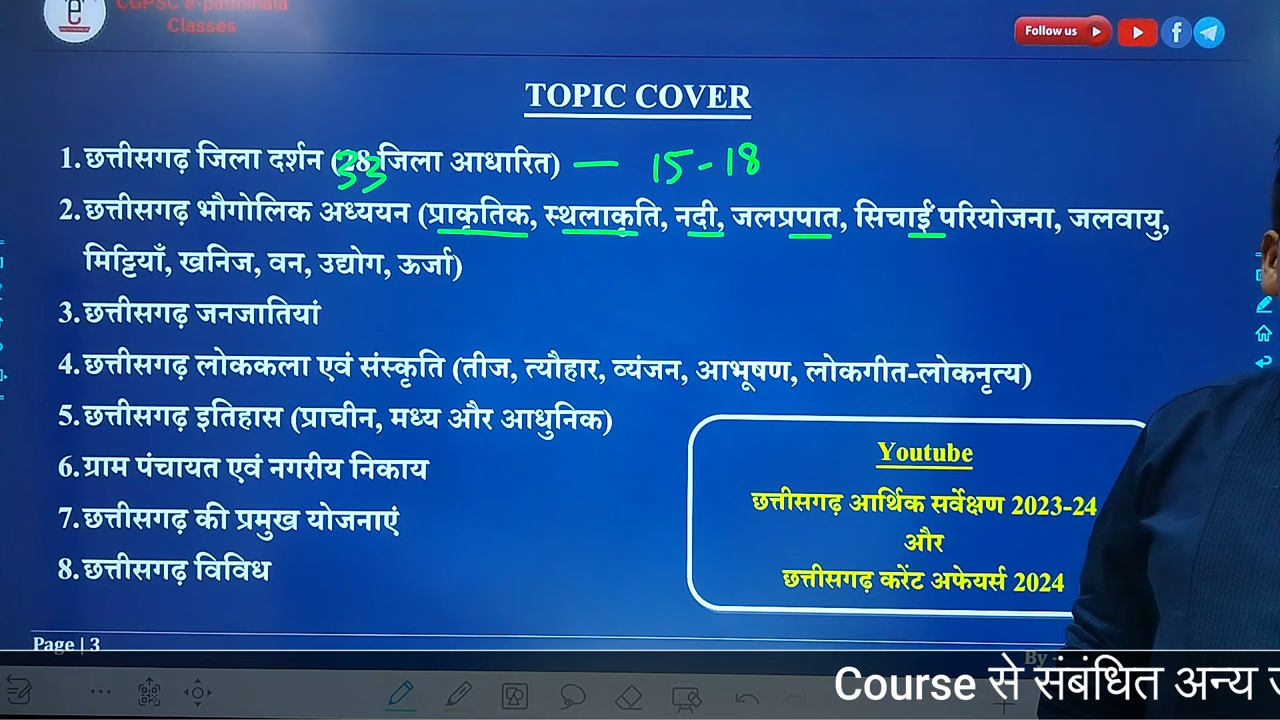 CGPSC e-pathshala
Classes
Follow us
TOPIC COVER
1. छत्तीसगढ़ जिला दर्शन (28 जिला आधारित) — 15-18
33
2. छत्तीसगढ़ भौगोलिक अध्ययन (प्राकृतिक, स्थलाकृति, नदी, जलप्रपात, सिचाईं परियोजना, जलवायु,
मिट्टियाँ, खनिज, वन, उद्योग, ऊर्जा)
3. छत्तीसगढ़ जनजातियां
4. छत्तीसगढ़ लोककला एवं संस्कृति (तीज, त्यौहार, व्यंजन, आभूषण, लोकगीत-लोकनृत्य)
5. छत्तीसगढ़ इतिहास (प्राचीन, मध्य और आधुनिक)
6. ग्राम पंचायत एवं नगरीय निकाय
7. छत्तीसगढ़ की प्रमुख योजनाएं
8. छत्तीसगढ़ विविध
Youtube
छत्तीसगढ़ आर्थिक सर्वेक्षण 2023-24
और
छत्तीसगढ़ करेंट अफेयर्स 2024
Page | 3
By -
Course से संबंधित अन्य